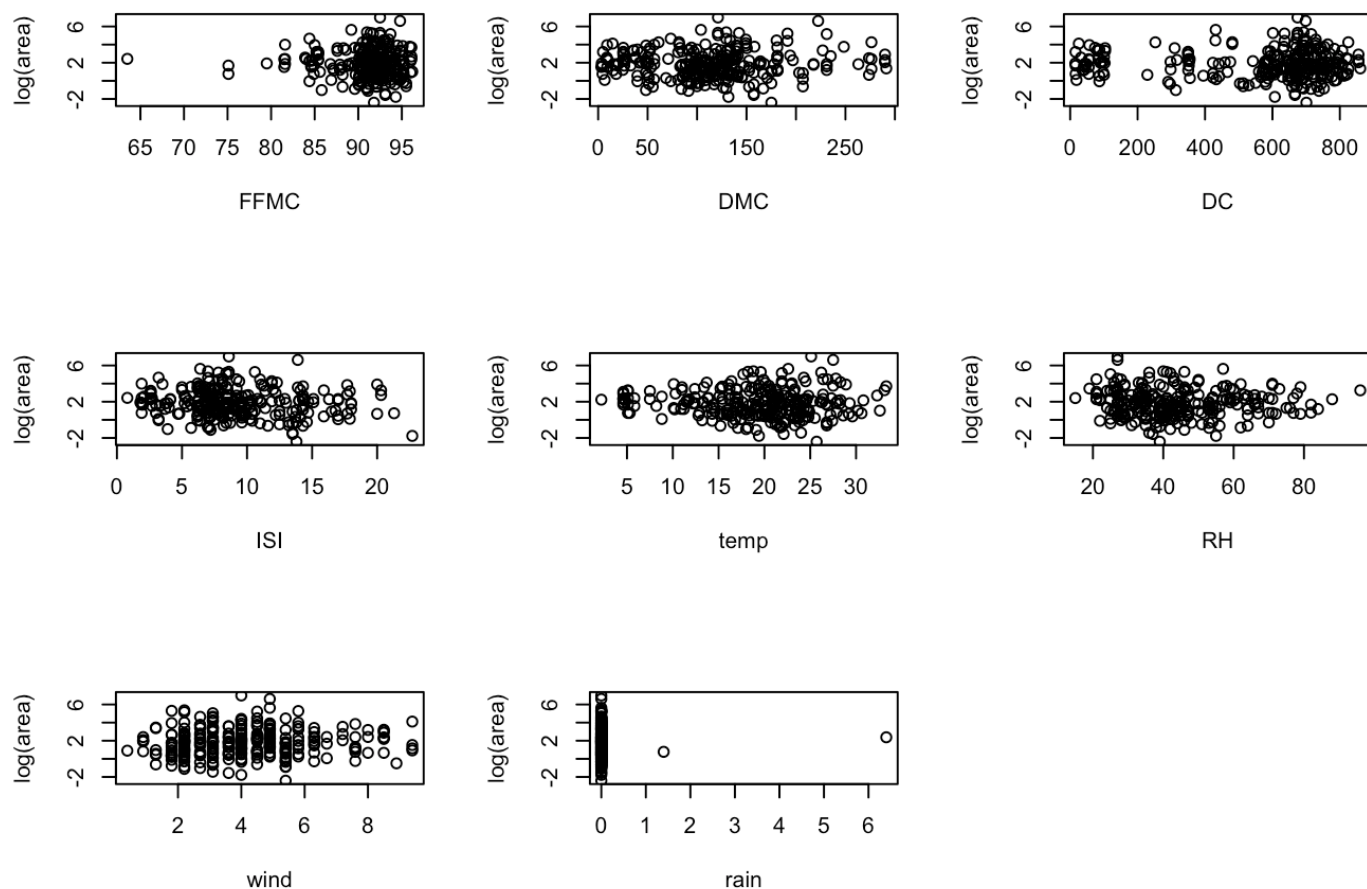 log(area)
6
2
-2
65 70 75 80 85 90 95
FFMC
log(area)
6
2
-2
0 50 150 250
DMC
log(area)
6
2
-2
0 200 400 600 800
DC
log(area)
6
2
-2
0 5 10 15 20
ISI
log(area)
6
2
-2
5 10 15 20 25 30
temp
log(area)
6
2
-2
20 40 60 80
RH
log(area)
6
2
-2
2 4 6 8
wind
log(area)
6
2
-2
0 1 2 3 4 5 6
rain